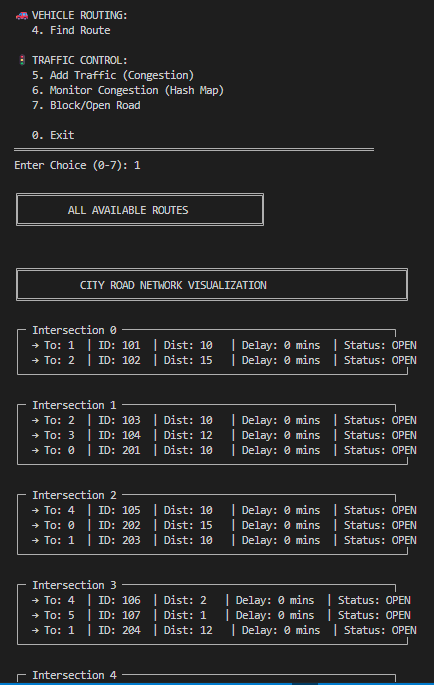 🚗 VEHICLE ROUTING:
4. Find Route
🚦 TRAFFIC CONTROL:
5. Add Traffic (Congestion)
6. Monitor Congestion (Hash Map)
7. Block/Open Road
0. Exit
Enter Choice (0-7): 1
ALL AVAILABLE ROUTES
CITY ROAD NETWORK VISUALIZATION
Intersection 0
→ To: 1 | ID: 101 | Dist: 10 | Delay: 0 mins | Status: OPEN
→ To: 2 | ID: 102 | Dist: 15 | Delay: 0 mins | Status: OPEN
Intersection 1
→ To: 2 | ID: 103 | Dist: 10 | Delay: 0 mins | Status: OPEN
→ To: 3 | ID: 104 | Dist: 12 | Delay: 0 mins | Status: OPEN
→ To: 0 | ID: 201 | Dist: 10 | Delay: 0 mins | Status: OPEN
Intersection 2
→ To: 4 | ID: 105 | Dist: 10 | Delay: 0 mins | Status: OPEN
→ To: 0 | ID: 202 | Dist: 15 | Delay: 0 mins | Status: OPEN
→ To: 1 | ID: 203 | Dist: 10 | Delay: 0 mins | Status: OPEN
Intersection 3
→ To: 4 | ID: 106 | Dist: 2 | Delay: 0 mins | Status: OPEN
→ To: 5 | ID: 107 | Dist: 1 | Delay: 0 mins | Status: OPEN
→ To: 1 | ID: 204 | Dist: 12 | Delay: 0 mins | Status: OPEN
Intersection 4